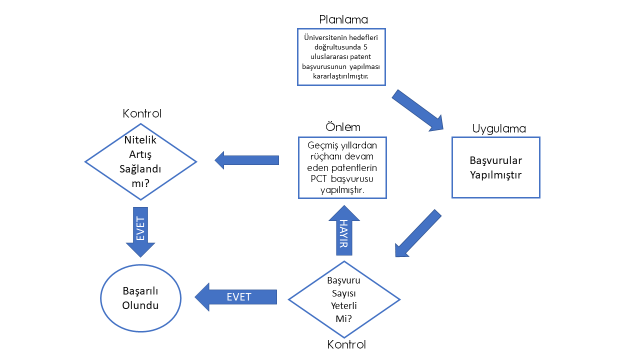 Planlama
Üniversitenin hedefleri
doğrultusunda 5
uluslararası patent
başvurusunun yapılması
kararlaştırılmıştır.
Uygulama
Başvurular
Yapılmıştır
Kontrol
Başvuru
Sayısı
Yeterli
Mi?
HAYIR
EVET
Önlem
Geçmiş yıllardan
rüçhanı devam
eden patentlerin
PCT başvurusu
yapılmıştır.
Kontrol
Nitelik
Artış
Sağlandı
mı?
EVET
Başarılı
Olundu